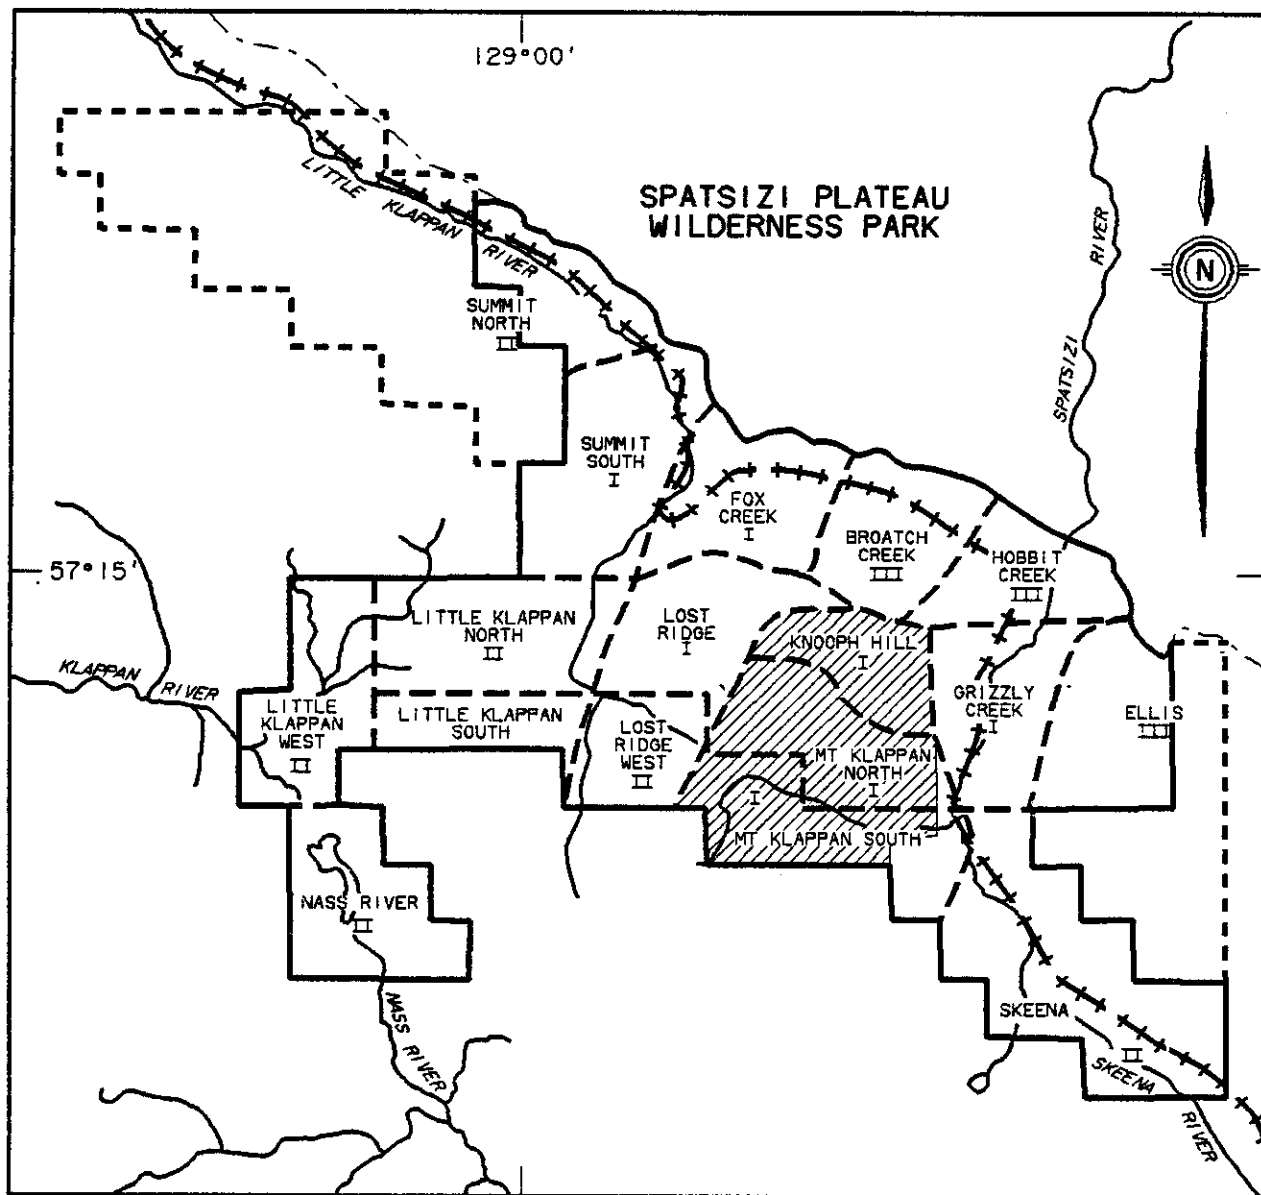 129°00'
SPATSIZI PLATEAU
WILDERNESS PARK
N
LITTLE KLAPPAN RIVER
SPATSIZI RIVER
SUMMIT
NORTH
II
SUMMIT
SOUTH
I
FOX
CREEK
I
BROATCH
CREEK
III
HOBBIT
CREEK
III
57°15'
LITTLE KLAPPAN
NORTH
II
LOST
RIDGE
I
KNOOPH HILL
I
KLAPPAN RIVER
LITTLE
KLAPPAN
WEST
II
LITTLE KLAPPAN
SOUTH
LOST
RIDGE
WEST
II
GRIZZLY
CREEK
I
ELLIS
III
MT KLAPPAN
NORTH
I
I
MT KLAPPAN SOUTH
NASS RIVER
II
NASS RIVER
SKEENA
II
SKEENA RIVER